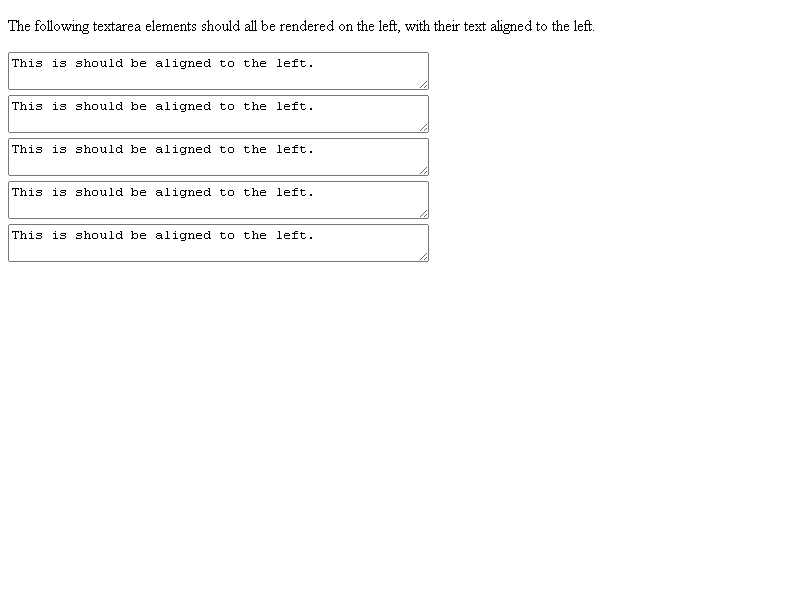 The following textarea elements should all be rendered on the left, with their text aligned to the left.
This is should be aligned to the left.
This is should be aligned to the left.
This is should be aligned to the left.
This is should be aligned to the left.
This is should be aligned to the left.